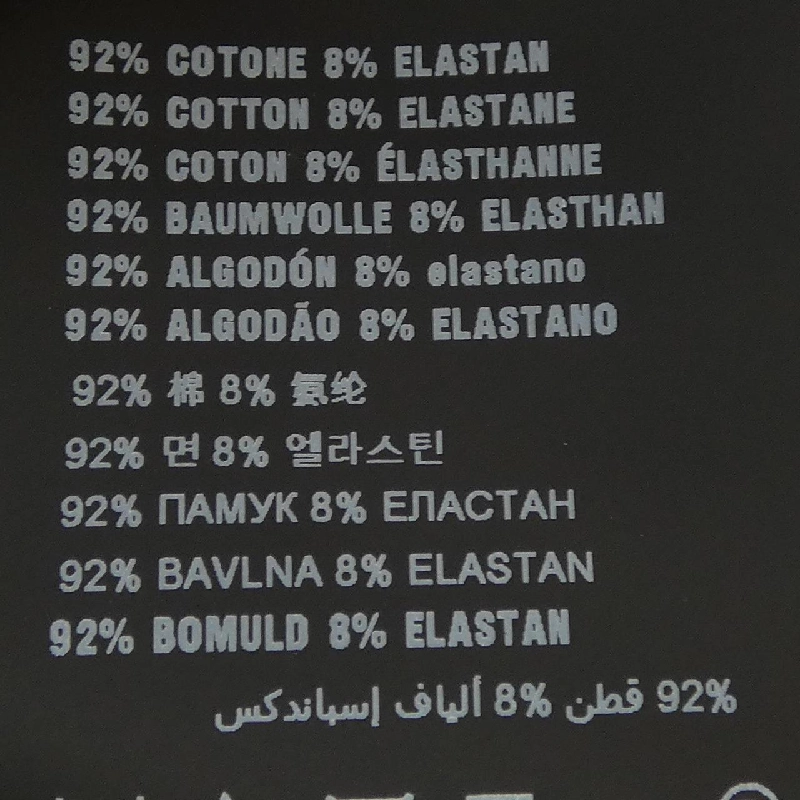 92% COTONE 8% ELASTAN
92% COTTON 8% ELASTANE
92% COTON 8% ÉLASTHANNE
92% BAUMWOLLE 8% ELASTHAN
92% ALGODÓN 8% elastano
92% ALGODÃO 8% ELASTANO
92% 棉 8% 氨纶
92% 면 8% 엘라스틴
92% ПАМУК 8% ЕЛАСТАН
92% BAVLNA 8% ELASTAN
92% BOMULD 8% ELASTAN
92% قطن 8% ألياف إسباندكس